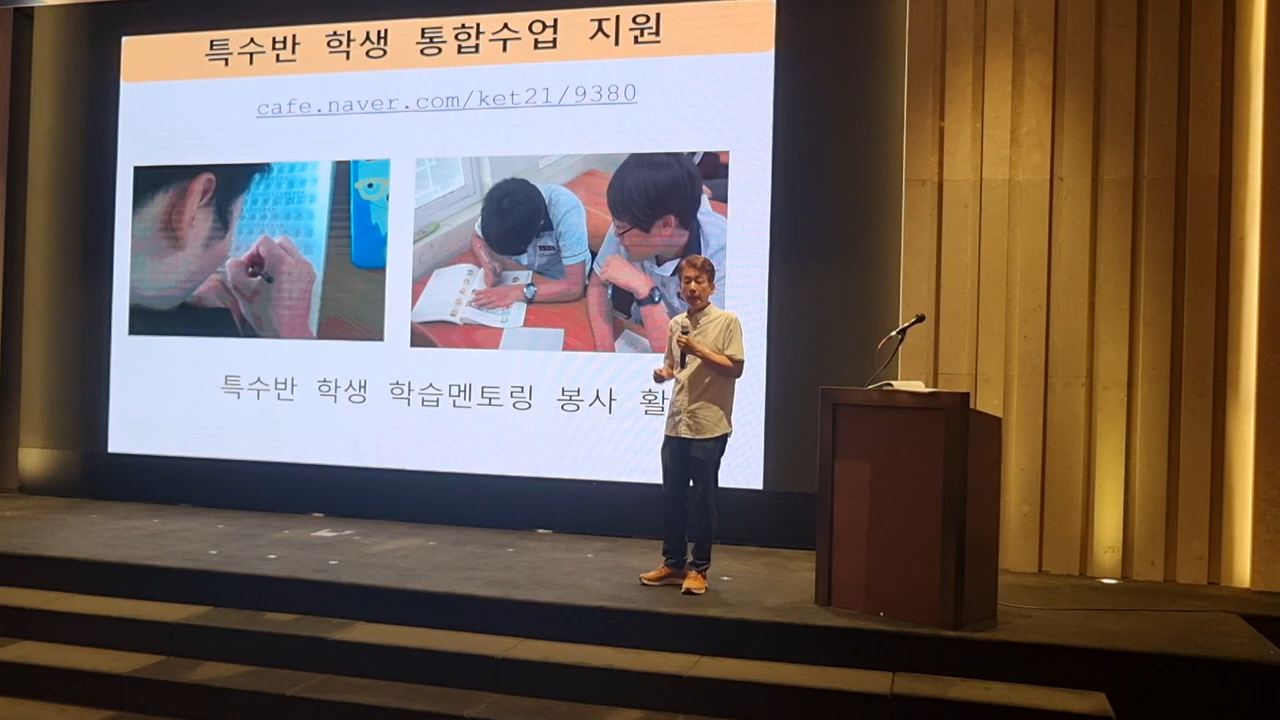 특수반 학생 통합수업 지원
cafe.naver.com/ket21/9380
특수반 학생 학습멘토링 봉사 활